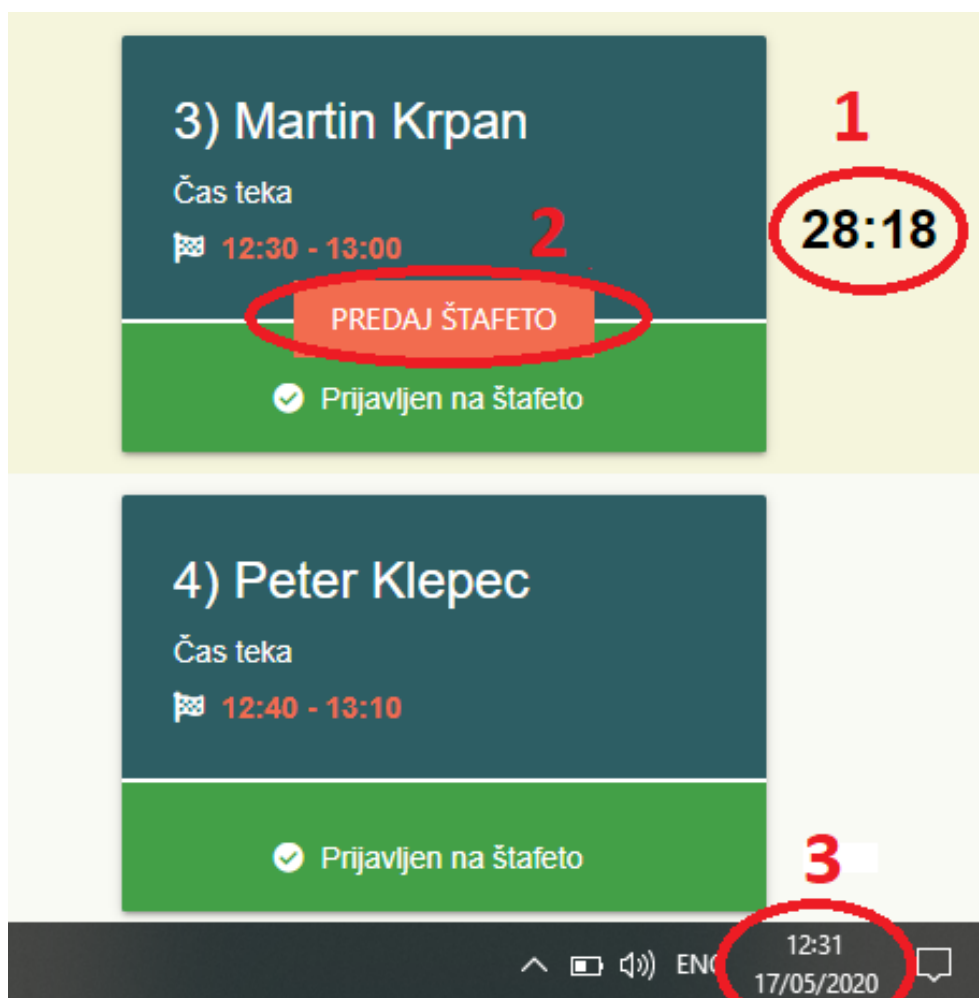 3) Martin Krpan
1
Čas teka
28:18
2
12:30 - 13:00
PREDAJ ŠTAFETO
Prijavljen na štafeto
4) Peter Klepec
Čas teka
12:40 - 13:10
Prijavljen na štafeto
3
12:31
ENG
17/05/2020